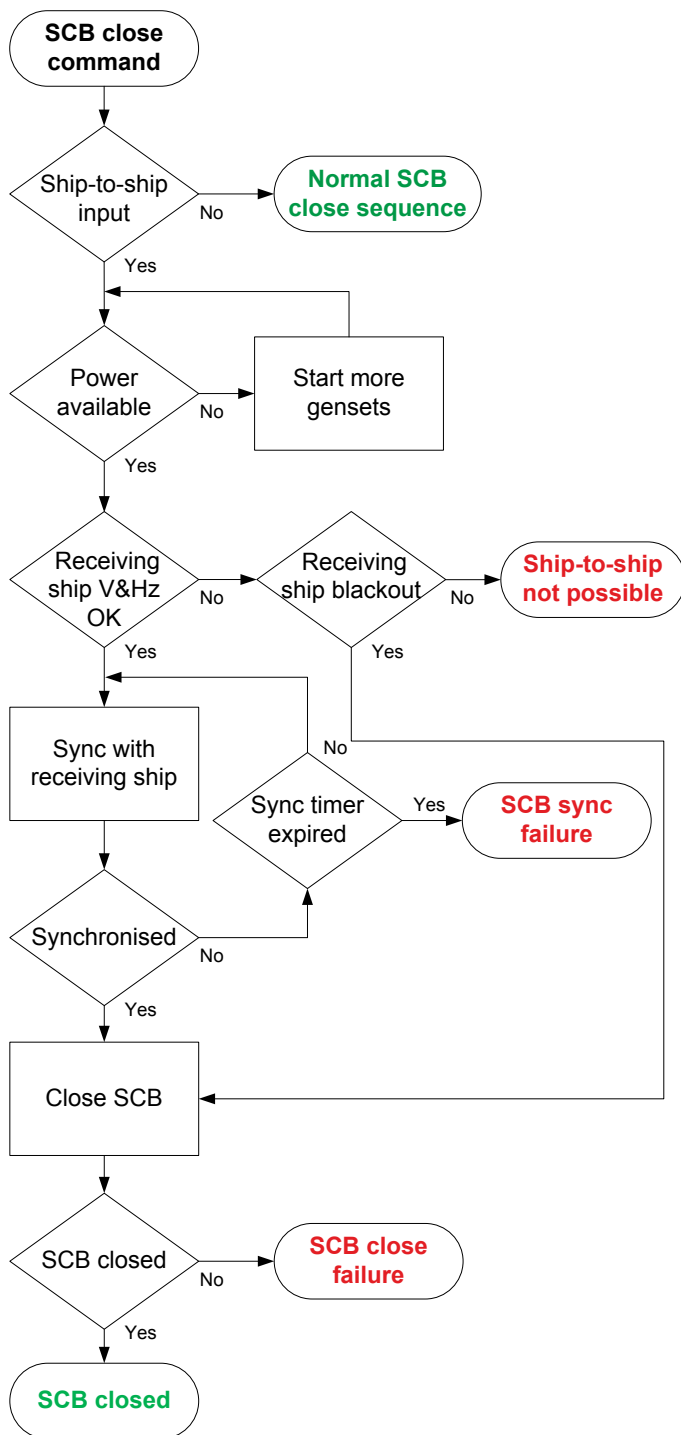 SCB close
command
Ship-to-ship
input
No
Normal SCB
close sequence
Yes
Power
available
No
Start more
gensets
Yes
Receiving
ship V&Hz
OK
No
Receiving
ship blackout
No
Ship-to-ship
not possible
Yes
Yes
Sync with
receiving ship
No
Sync timer
expired
Yes
SCB sync
failure
Synchronised
No
Yes
Close SCB
SCB closed
No
SCB close
failure
Yes
SCB closed